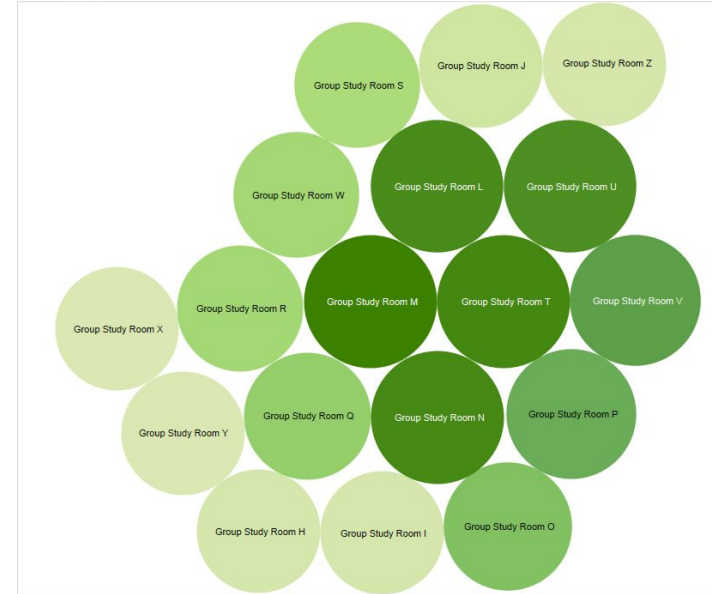 Group Study Room J
Group Study Room Z
Group Study Room S
Group Study Room L
Group Study Room U
Group Study Room W
Group Study Room M
Group Study Room T
Group Study Room V
Group Study Room R
Group Study Room X
Group Study Room Q
Group Study Room N
Group Study Room P
Group Study Room Y
Group Study Room H
Group Study Room I
Group Study Room O